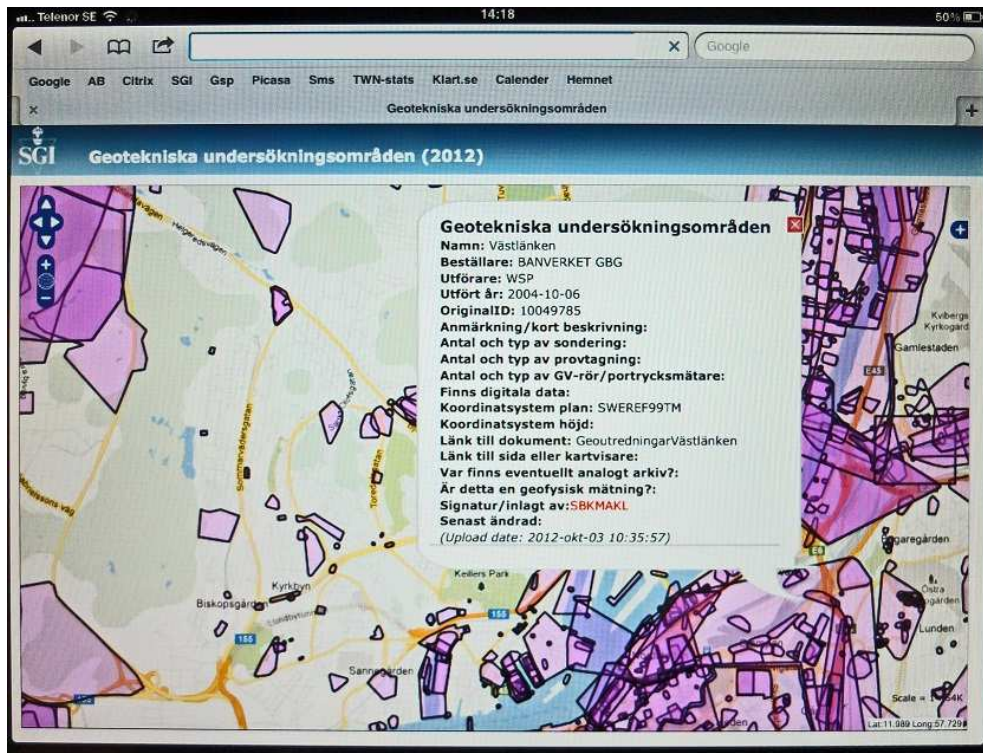 Telenor SE
14:18
50%
Google
Google
AB
Citrix
SGI
Gsp
Picasa
Sms
TWN-stats
Klart.se
Calender
Hemnet
Geotekniska undersökningsområden
SGI
Geotekniska undersökningsområden (2012)
Geotekniska undersökningsområden
Namn: Västlänken
Beställare: BANVERKET GBG
Utförare: WSP
Utfört år: 2004-10-06
OriginalID: 10049785
Anmärkning/kort beskrivning:
Antal och typ av sondering:
Antal och typ av provtagning:
Antal och typ av GV-rör/portrycksmätare:
Finns digitala data:
Koordinatsystem plan: SWEREF99TM
Koordinatsystem höjd:
Länk till dokument: GeoutredningarVästlänken
Länk till sida eller kartvisare:
Var finns eventuellt analogt arkiv?:
Är detta en geofysisk mätning?:
Signatur/inlagt av:SBKMAKL
Senast ändrad:
(Upload date: 2012-okt-03 10:35:57)
Kvibergs
Kyrkogård
Gamlestaden
E45
Sommarvädersgatan
E6
Kyrkbyn
Biskopsgården
Keillers Park
155
155
Sannegården
Östra
Lunden
Scale =
Lat:11.989 Long:57.729